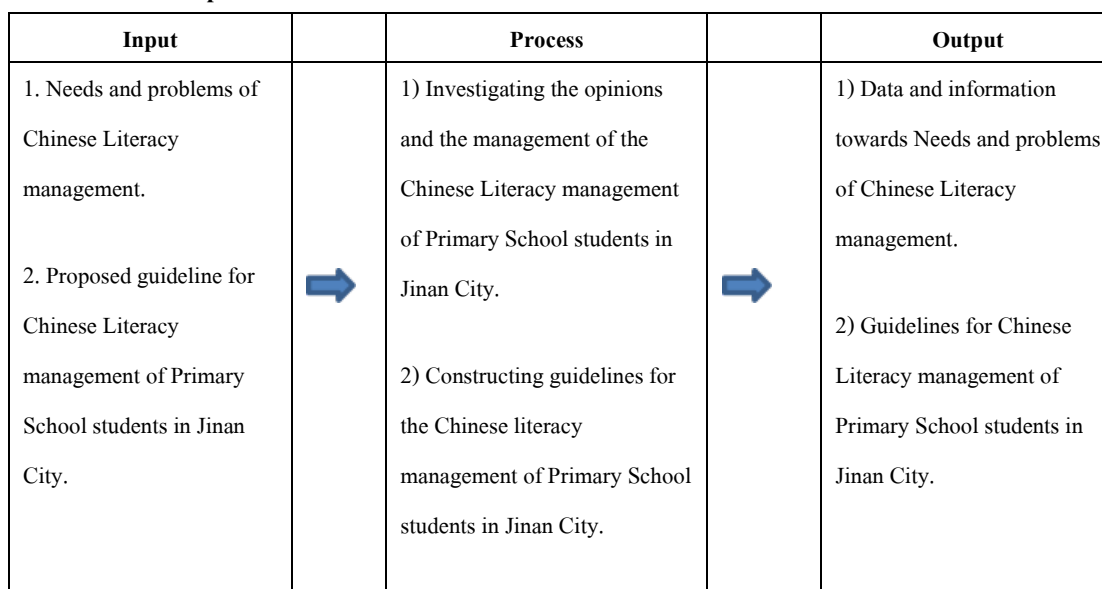 Input
Process
Output
1. Needs and problems of
Chinese Literacy
management.
2. Proposed guideline for
Chinese Literacy
management of Primary
School students in Jinan
City.
1) Investigating the opinions
and the management of the
Chinese Literacy management
of Primary School students in
Jinan City.
2) Constructing guidelines for
the Chinese literacy
management of Primary School
students in Jinan City.
1) Data and information
towards Needs and problems
of Chinese Literacy
management.
2) Guidelines for Chinese
Literacy management of
Primary School students in
Jinan City.